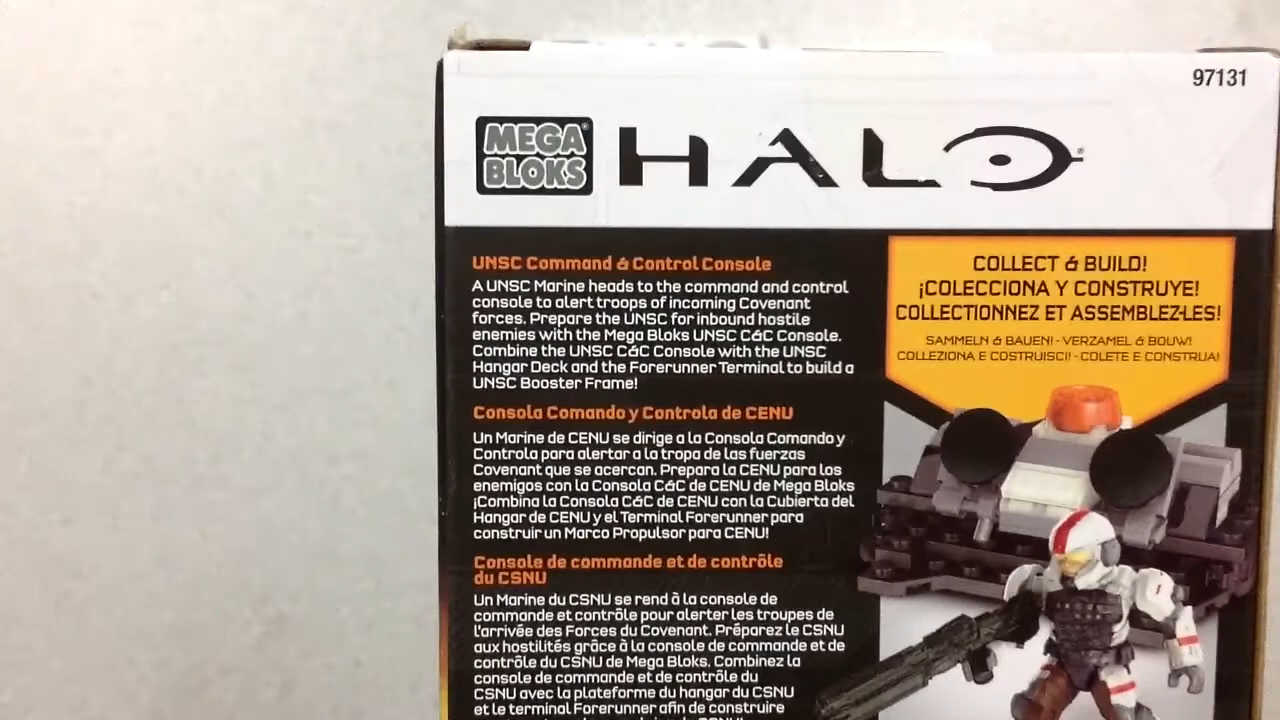 97131
MEGA
BLOKS
HALO
UNSC Command & Control Console
A UNSC Marine heads to the command and control
console to alert troops of incoming Covenant
forces. Prepare the UNSC for inbound hostile
enemies with the Mega Bloks UNSC C&C Console.
Combine the UNSC C&C Console with the UNSC
Hangar Deck and the Forerunner Terminal to build a
UNSC Booster Frame!
Consola Comando y Controla de CENU
Un Marine de CENU se dirige a la Consola Comando y
Controla para alertar a la tropa de las fuerzas
Covenant que se acercan. Prepara la CENU para los
enemigos con la Consola C&C de CENU de Mega Bloks
¡Combina la Consola C&C de CENU con la Cubierta del
Hangar de CENU y el Terminal Forerunner para
construir un Marco Propulsor para CENU!
Console de commande et de contrôle
du CSNU
Un Marine du CSNU se rend à la console de
commande et contrôle pour alerter les troupes de
l'arrivée des Forces du Covenant. Préparez le CSNU
aux hostilités grâce à la console de commande et de
contrôle du CSNU de Mega Bloks. Combinez la
console de commande et de contrôle du
CSNU avec la plateforme du hangar du CSNU
et le terminal Forerunner afin de construire
COLLECT & BUILD!
¡COLECCIONA Y CONSTRUYE!
COLLECTIONNEZ ET ASSEMBLEZ-LES!
SAMMELN & BAUEN! - VERZAMEL & BOUW!
COLLEZIONA E COSTRUISCI! - COLETE E CONSTRUA!